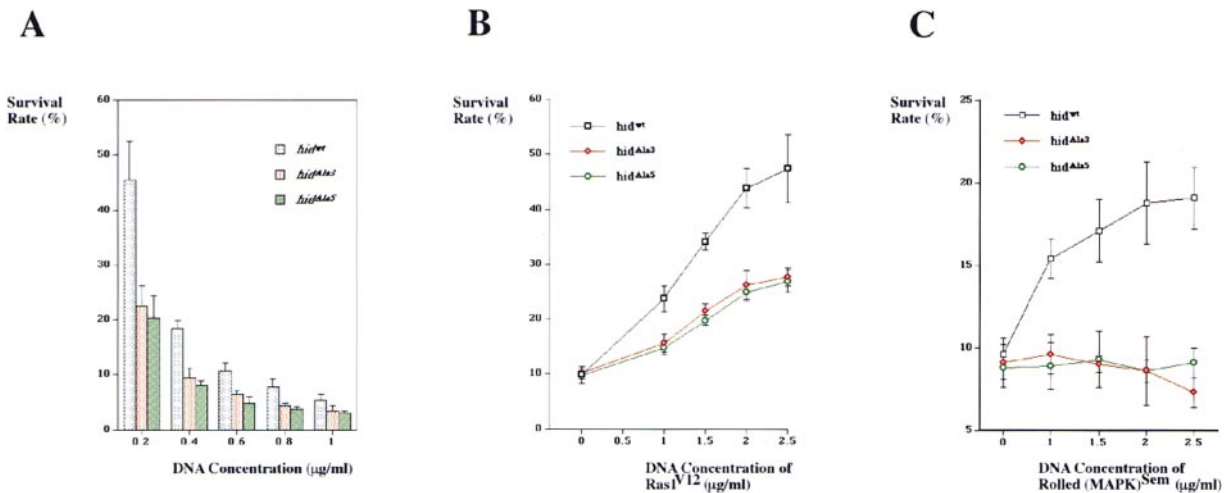 A
Survival
Rate (%)
60
50
40
30
20
10
0
hid^wt
hid^Ala3
hid^Ala5
0.2 0.4 0.6 0.8 1
DNA Concentration (µg/ml)
B
Survival
Rate (%)
60
50
40
30
20
10
0
hid^wt
hid^Ala3
hid^Ala5
0 0.5 1 1.5 2 2.5
DNA Concentration of
Ras1^V12 (µg/ml)
C
Survival
Rate (%)
25
20
15
10
5
hid^wt
hid^Ala3
hid^Ala5
0 1 1.5 2 2.5
DNA Concentration of
Rolled (MAPK)^Sem (µg/ml)